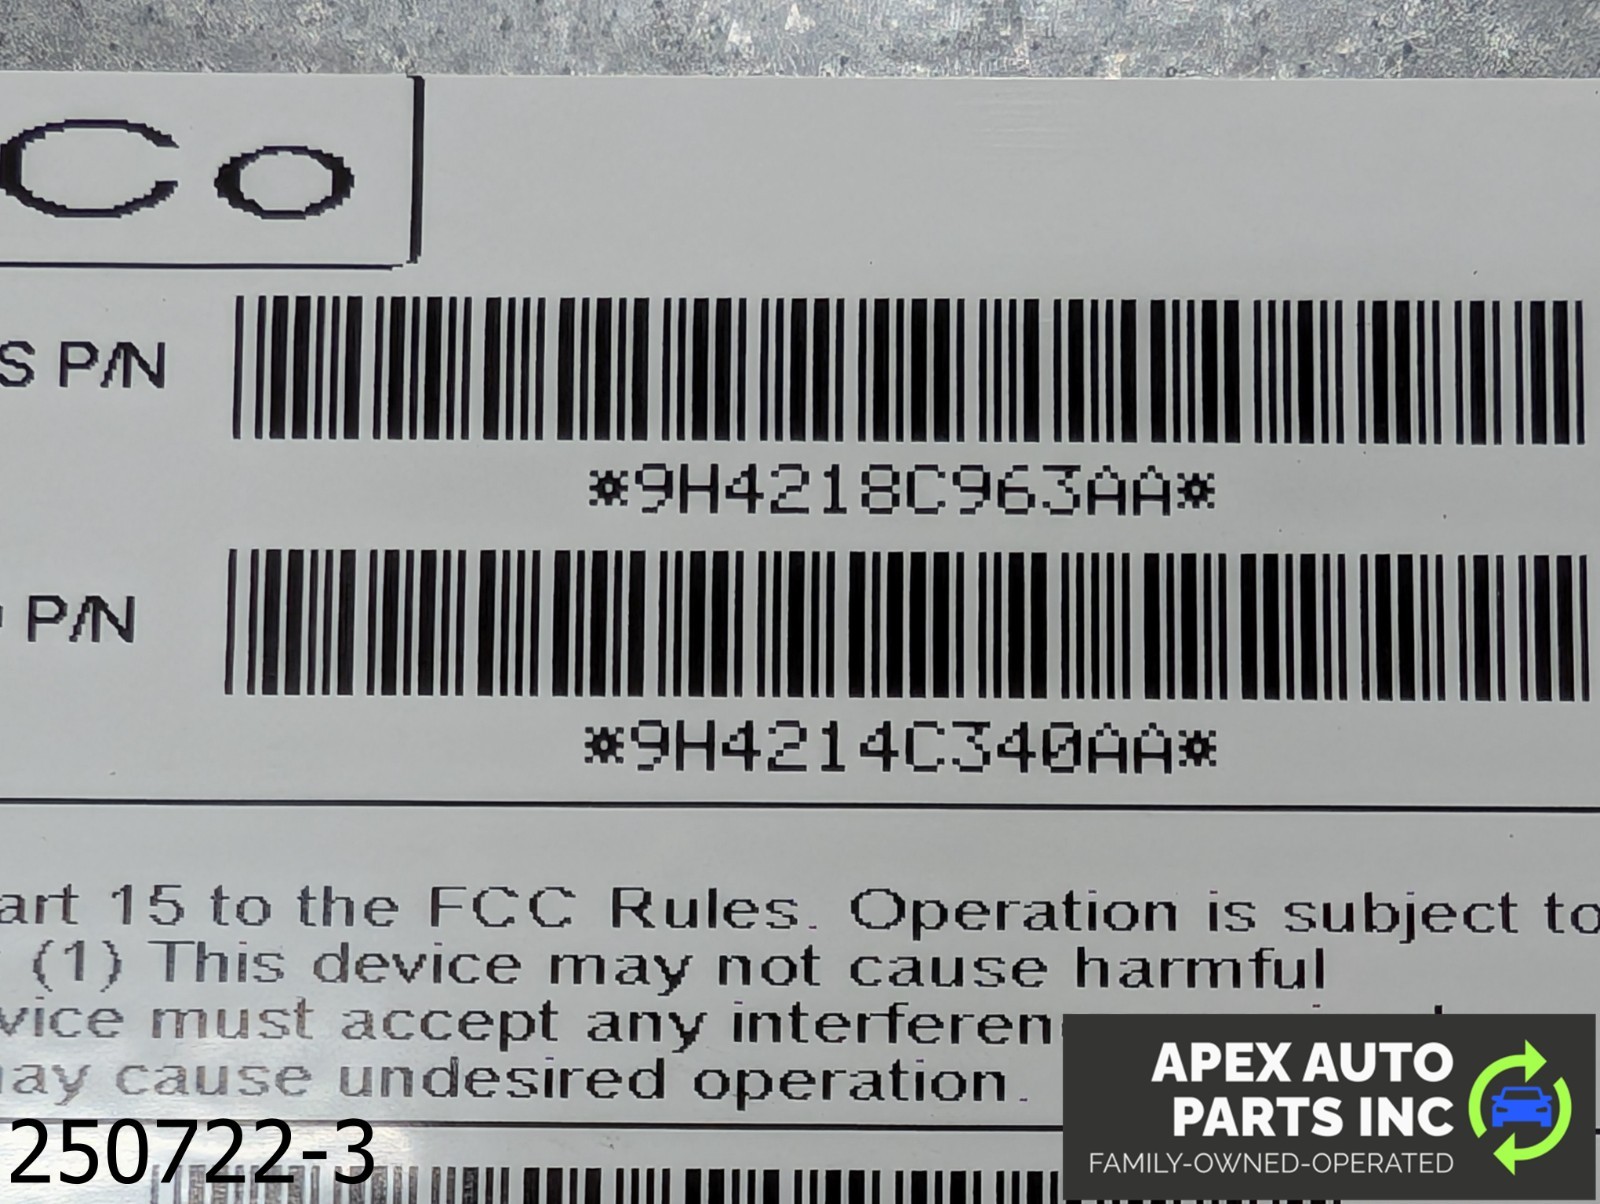 Co
S P/N
*9H4218C963AA*
P/N
*9H4214C340AA*
art 15 to the FCC Rules. Operation is subject to
(1) This device may not cause harmful
vice must accept any interferen
ay cause undesired operation.
250722-3
APEX AUTO
PARTS INC
FAMILY-OWNED-OPERATED